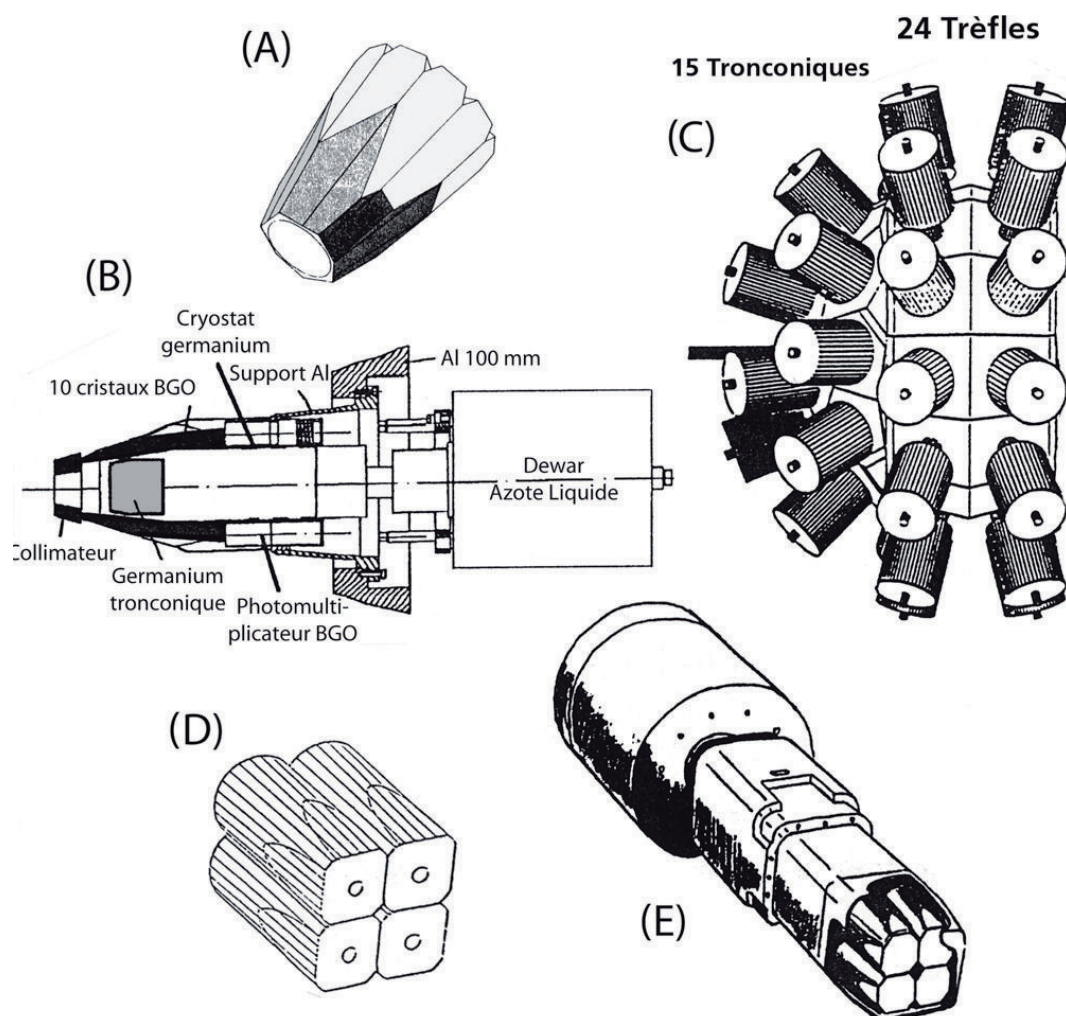 (A)
24 Trèfles
15 Tronconiques
(C)
(B)
Cryostat
germanium
Support Al
Al 100 mm
10 cristaux BGO
Dewar
Azote Liquide
Collimateur
Germanium
tronconique
Photomulti-
plicateur BGO
(D)
(E)